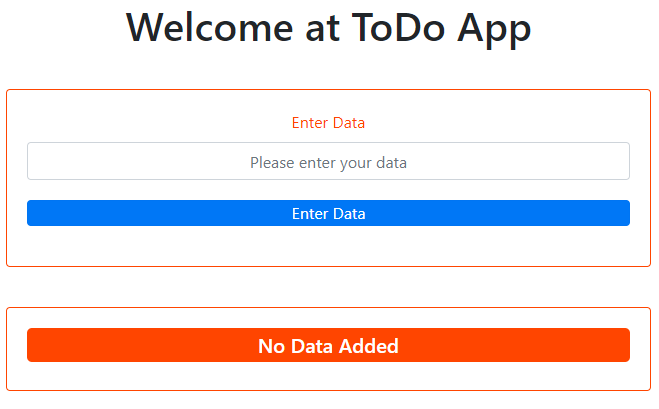 Welcome at ToDo App
Enter Data
Please enter your data
Enter Data
No Data Added